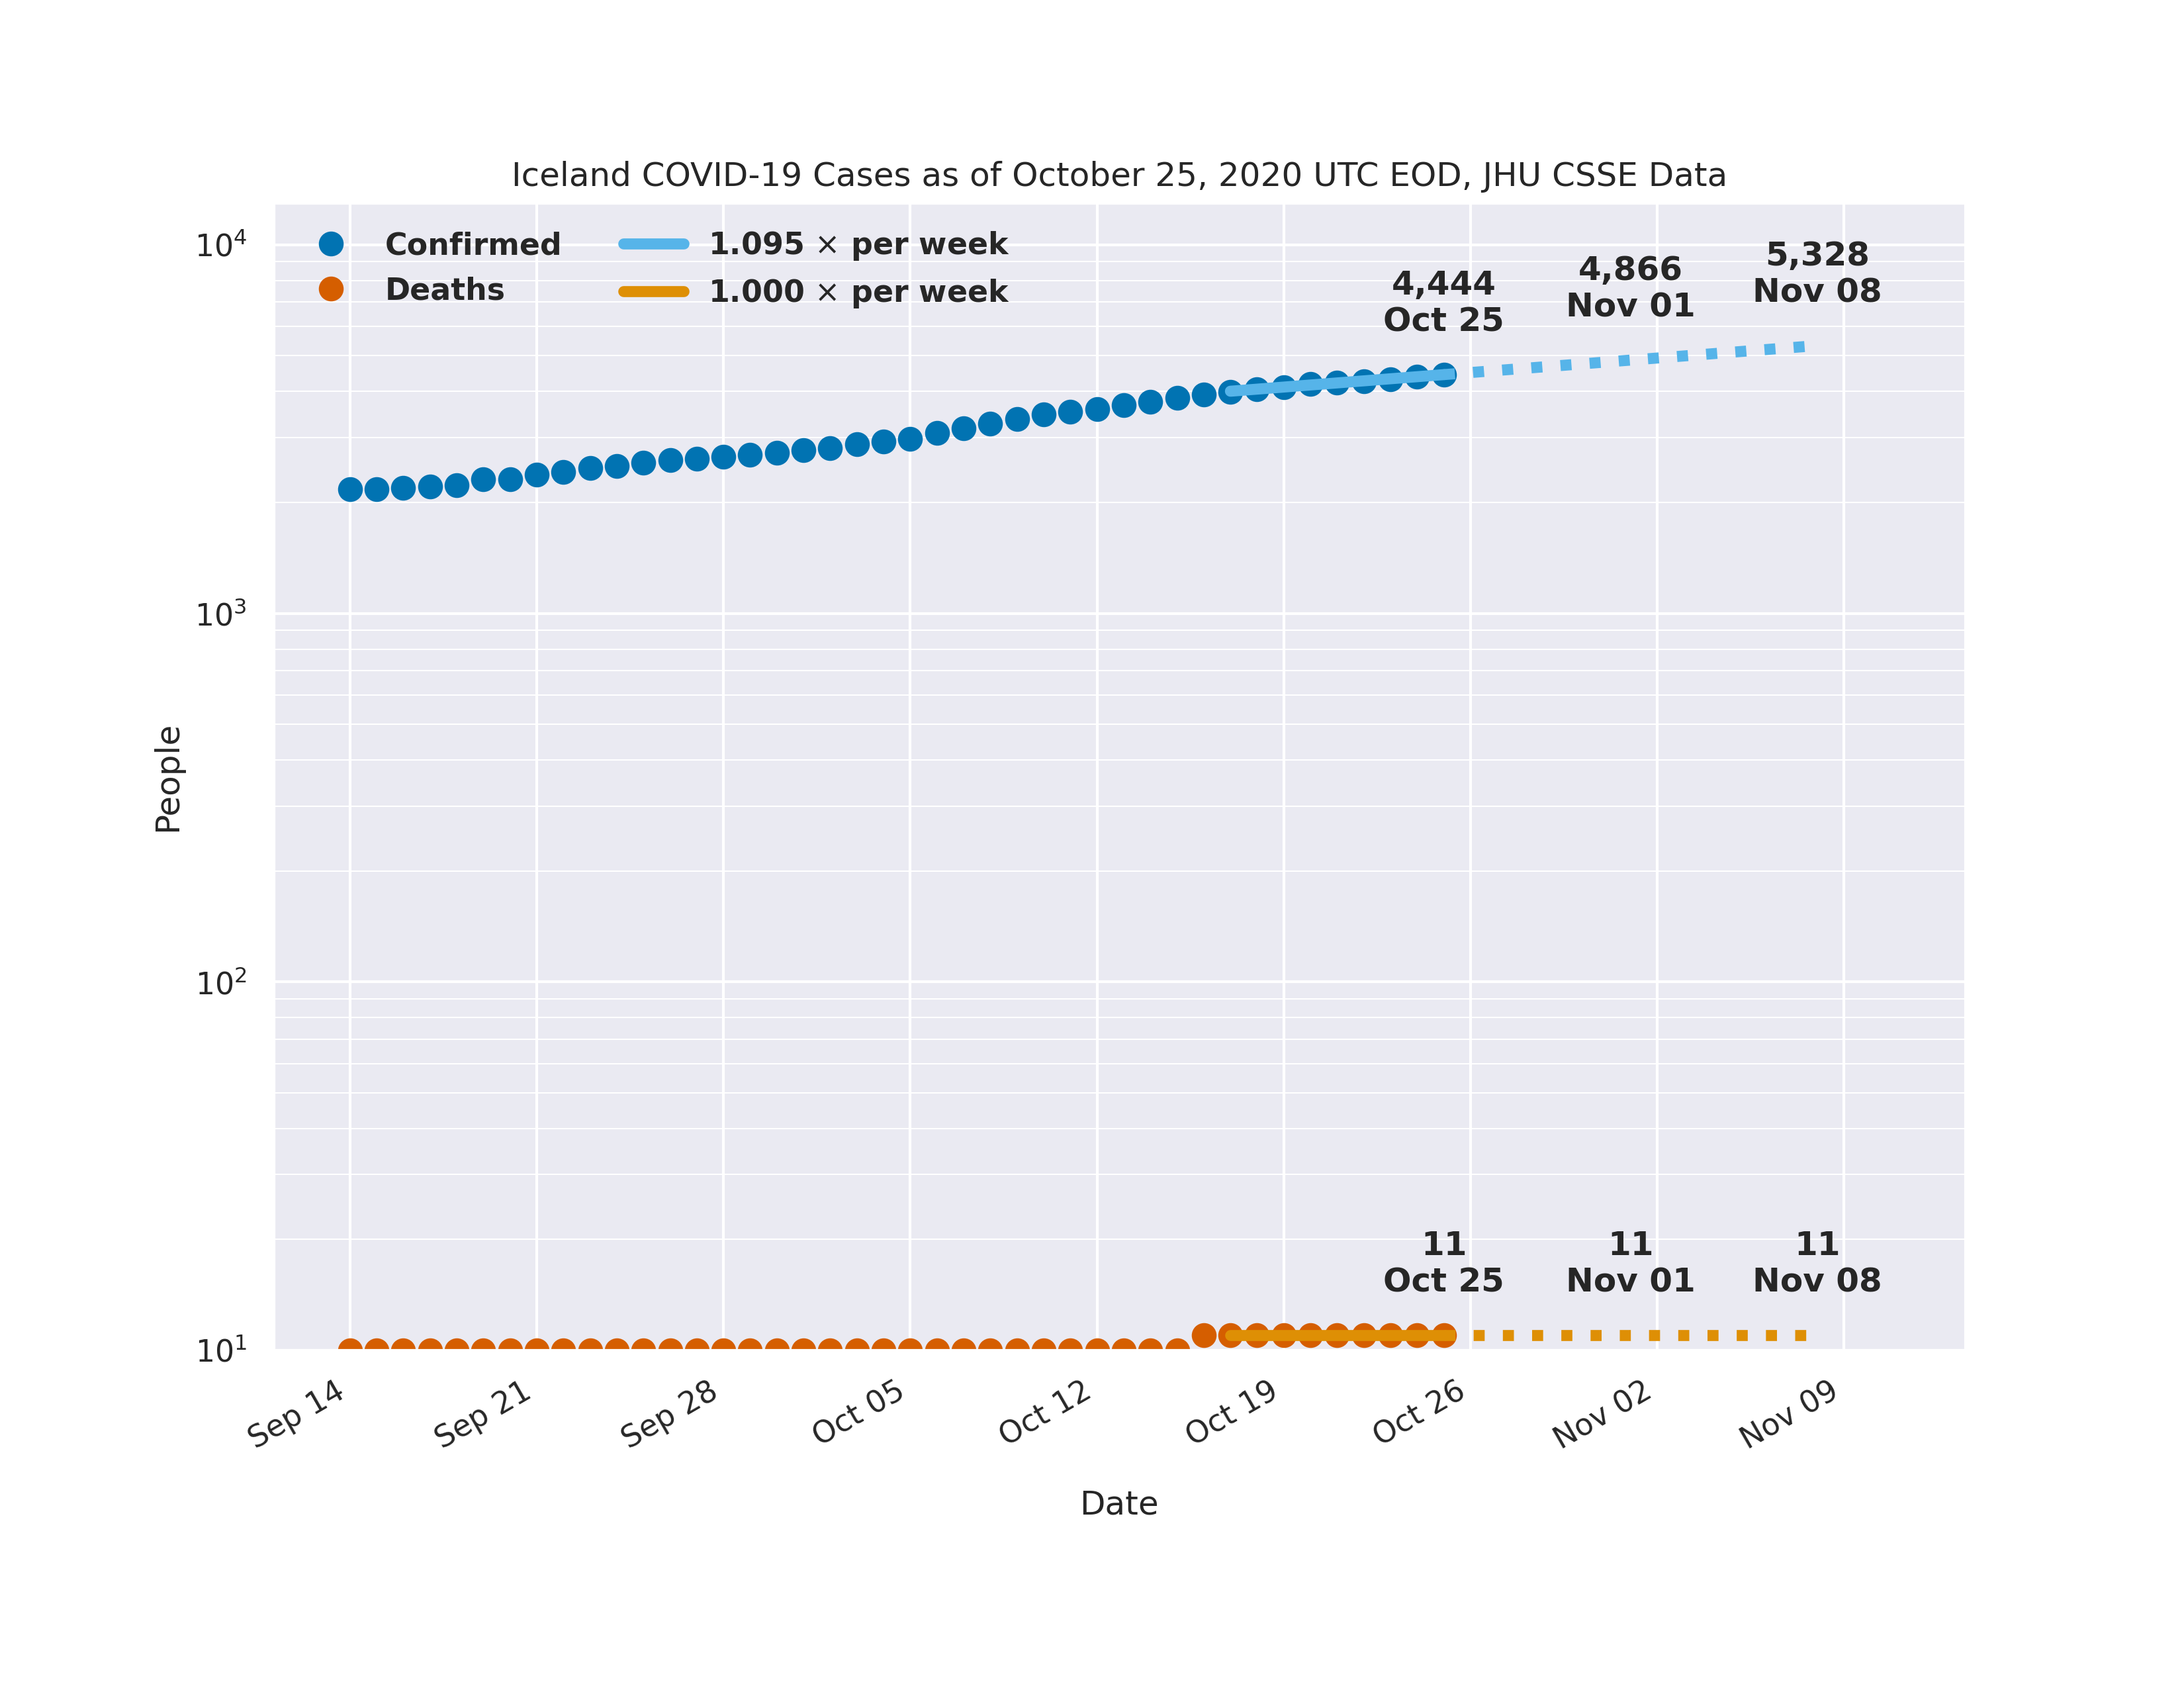 Iceland COVID-19 Cases as of October 25, 2020 UTC EOD, JHU CSSE Data
Confirmed
Deaths
1.095 × per week
1.000 × per week
4,444
Oct 25
4,866
Nov 01
5,328
Nov 08
10⁴
10³
10²
10¹
People
11
Oct 25
11
Nov 01
11
Nov 08
Sep 14
Sep 21
Sep 28
Oct 05
Oct 12
Oct 19
Oct 26
Nov 02
Nov 09
Date